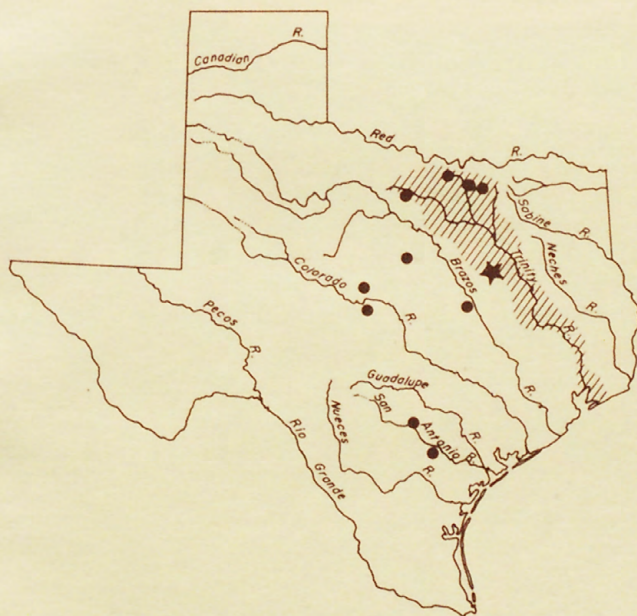 Canadian R.
Red R.
Sabine R.
Neches R.
Trinity R.
Brazos R.
Colorado R.
Pecos R.
Guadalupe R.
San Antonio R.
Nueces R.
Rio Grande